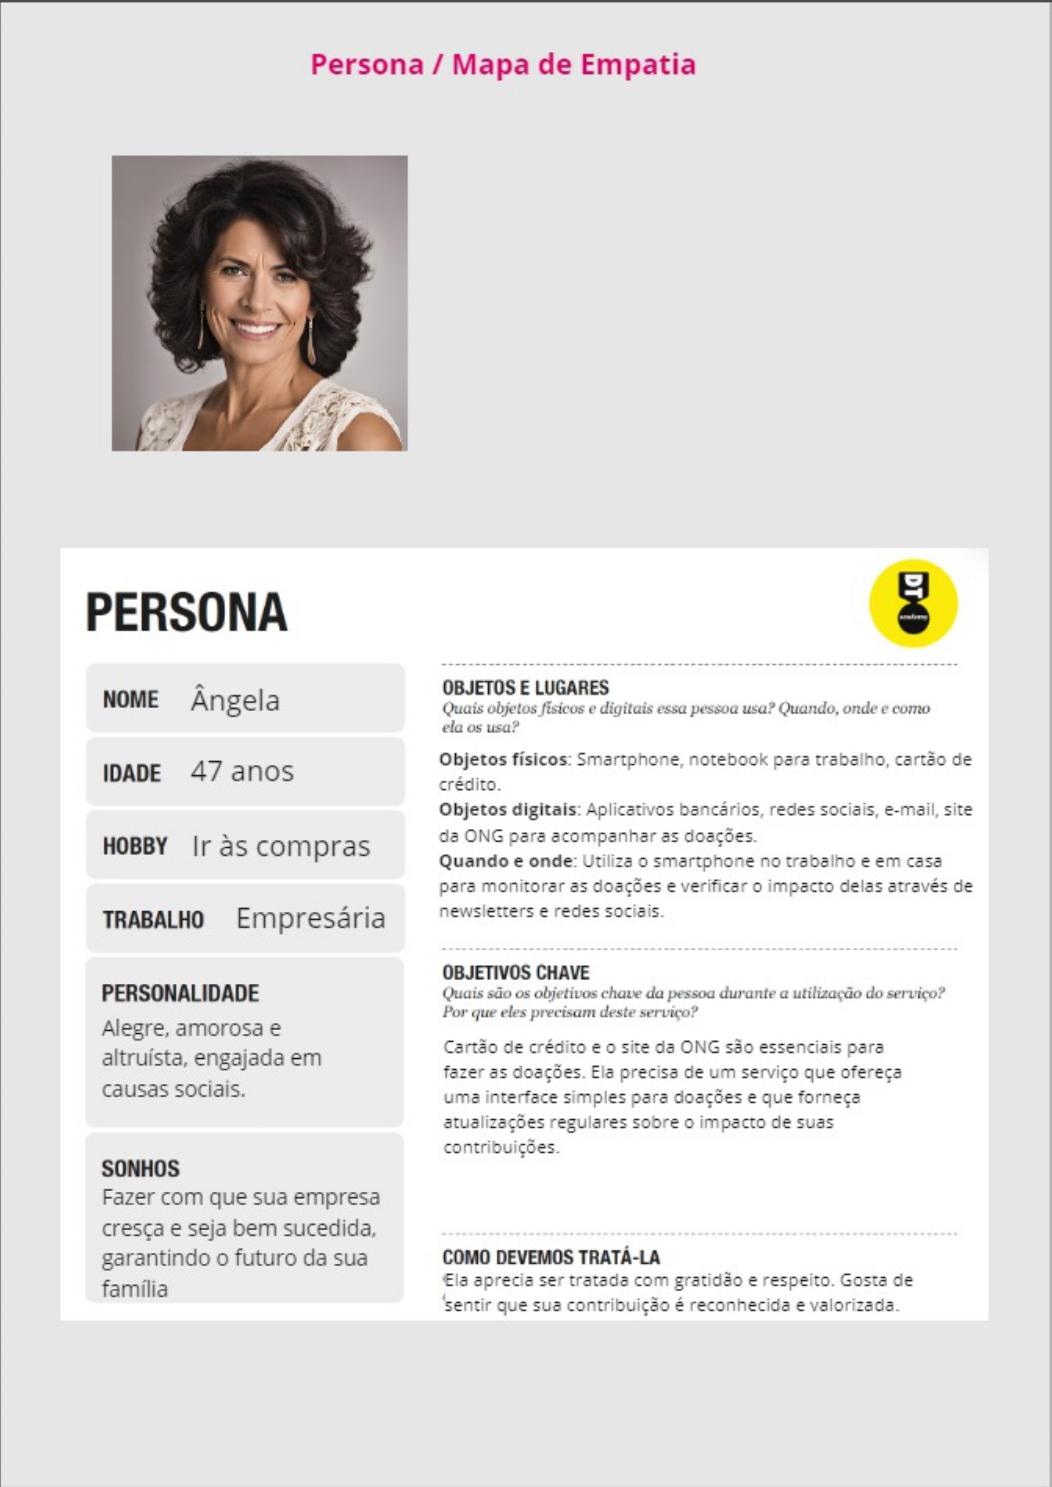 Persona / Mapa de Empatia
PERSONA
DT
academy
NOME Ângela
IDADE 47 anos
HOBBY Ir às compras
TRABALHO Empresária
PERSONALIDADE
Alegre, amorosa e
altruísta, engajada em
causas sociais.
SONHOS
Fazer com que sua empresa
cresça e seja bem sucedida,
garantindo o futuro da sua
família
OBJETOS E LUGARES
Quais objetos físicos e digitais essa pessoa usa? Quando, onde e como
ela os usa?
Objetos físicos: Smartphone, notebook para trabalho, cartão de
crédito.
Objetos digitais: Aplicativos bancários, redes sociais, e-mail, site
da ONG para acompanhar as doações.
Quando e onde: Utiliza o smartphone no trabalho e em casa
para monitorar as doações e verificar o impacto delas através de
newsletters e redes sociais.
OBJETIVOS CHAVE
Quais são os objetivos chave da pessoa durante a utilização do serviço?
Por que eles precisam deste serviço?
Cartão de crédito e o site da ONG são essenciais para
fazer as doações. Ela precisa de um serviço que ofereça
uma interface simples para doações e que forneça
atualizações regulares sobre o impacto de suas
contribuições.
COMO DEVEMOS TRATÁ-LA
Ela aprecia ser tratada com gratidão e respeito. Gosta de
sentir que sua contribuição é reconhecida e valorizada.